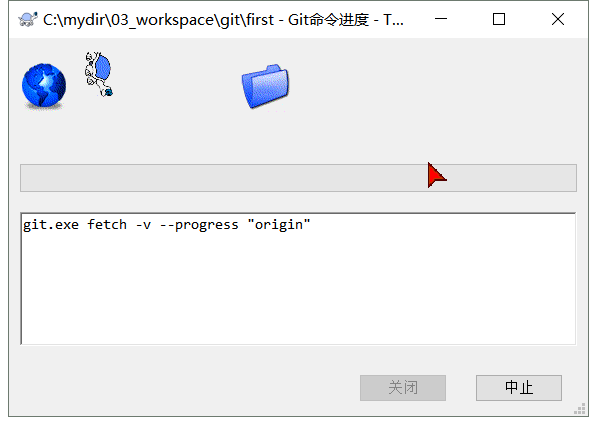 C:\mydir\03_workspace\git\first - Git命令进度 - T...
git.exe fetch -v --progress "origin"
关闭
中止